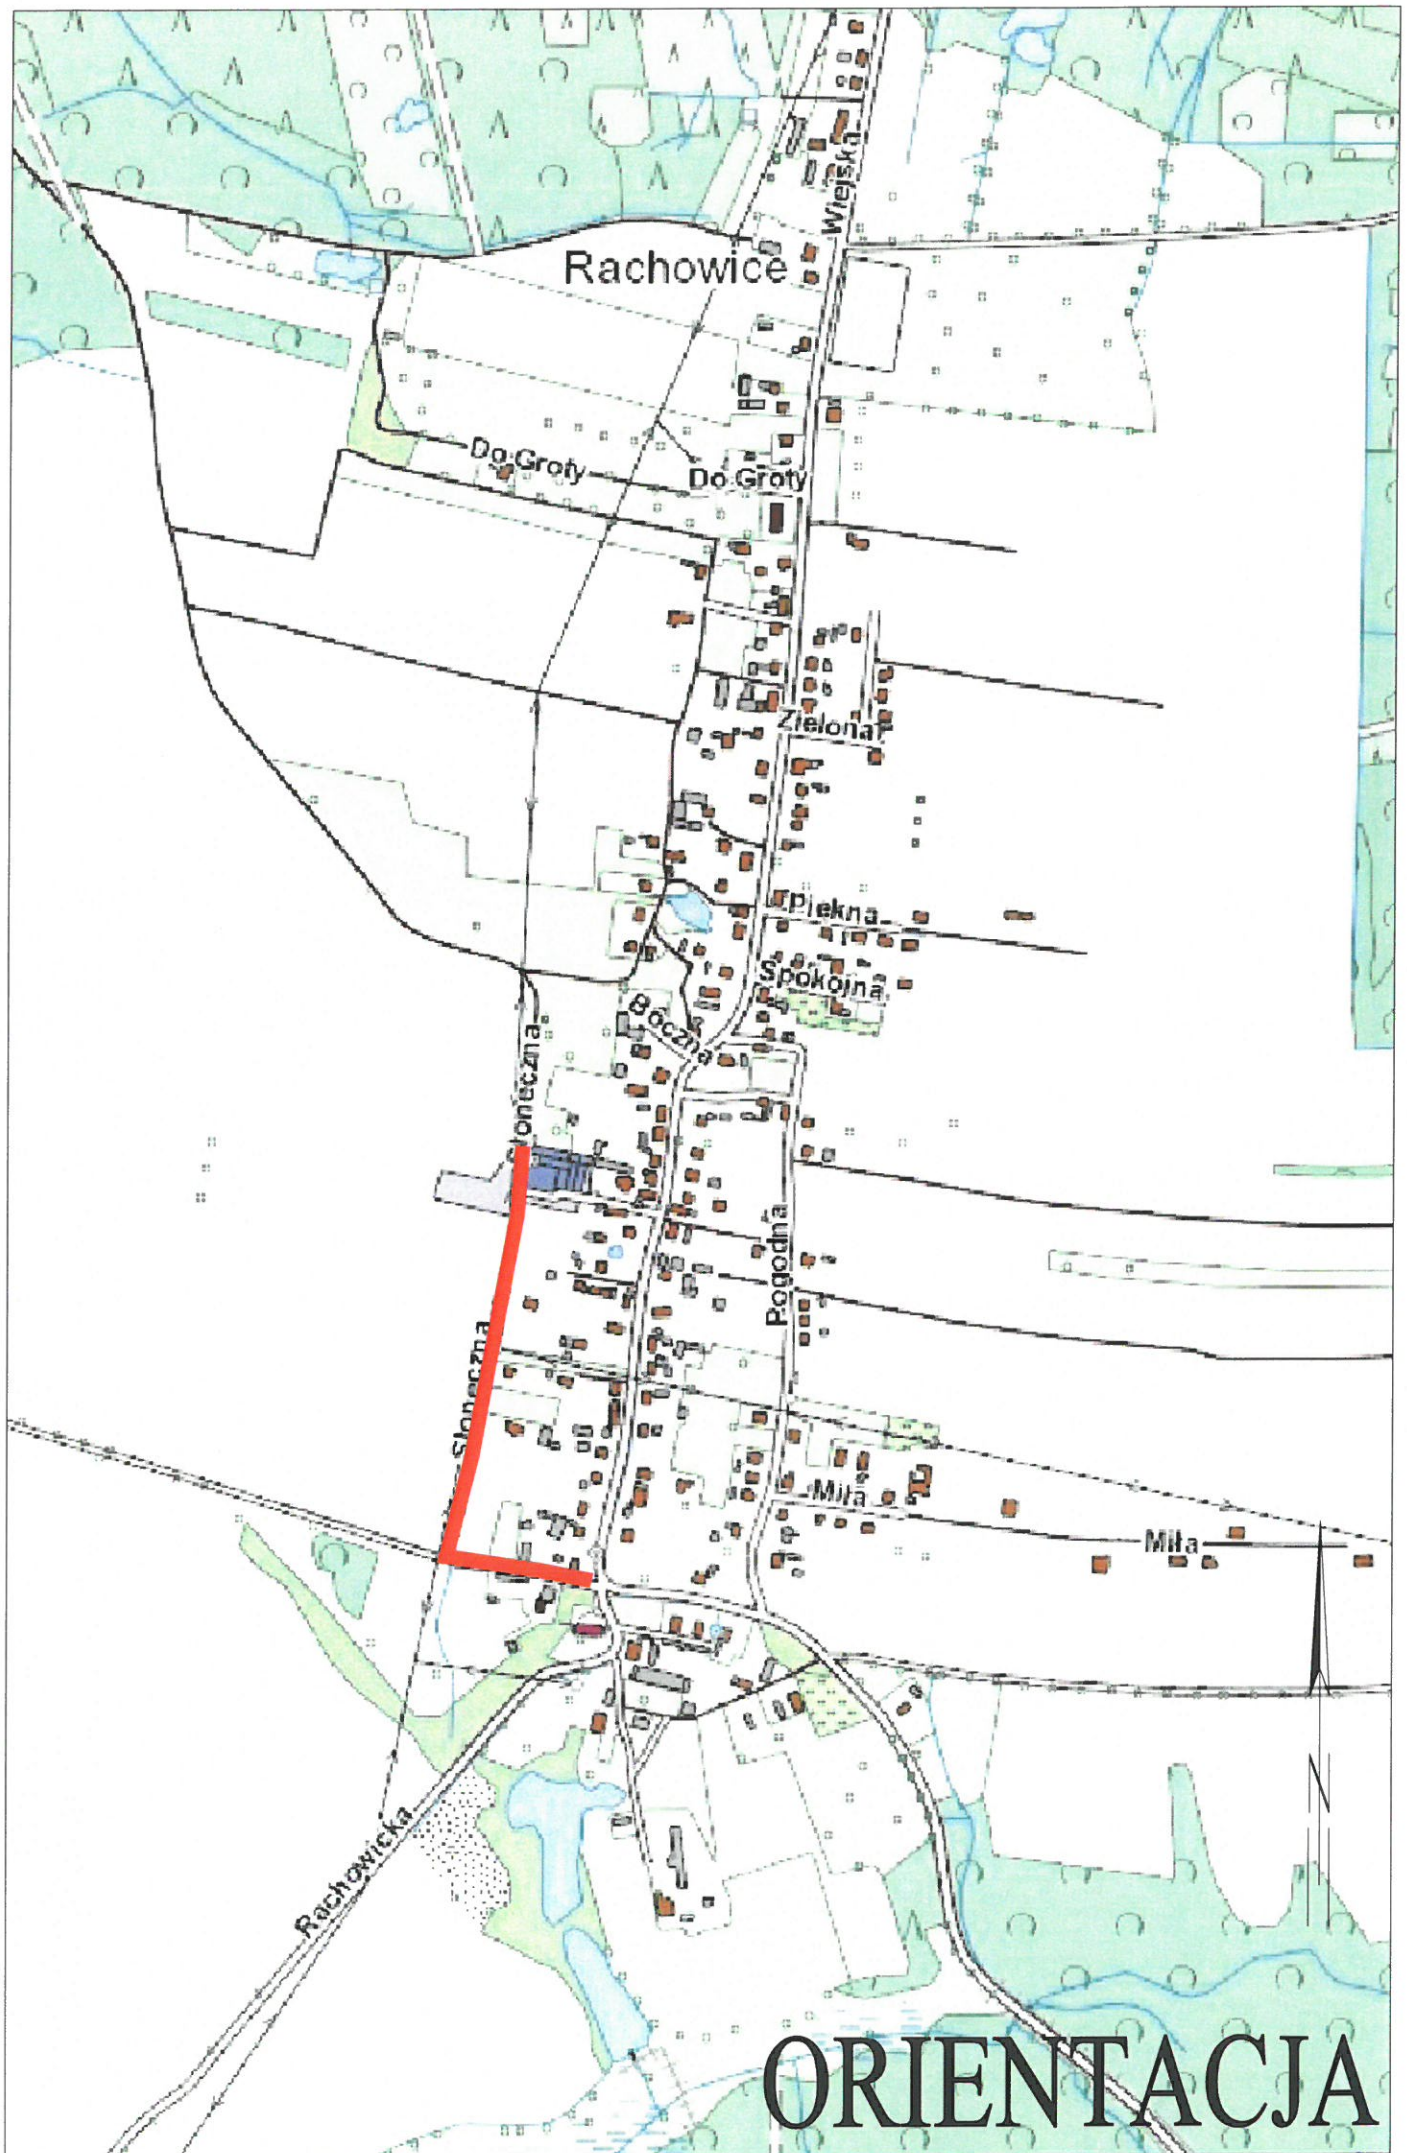 Wiejska
Rachowice
Do Groty
Do Groty
Zielona
Piękna
Spokojna
Boczna
Słoneczna
Pogodna
Słoneczna
Miła
Miła
Rachowicka
N
ORIENTACJA